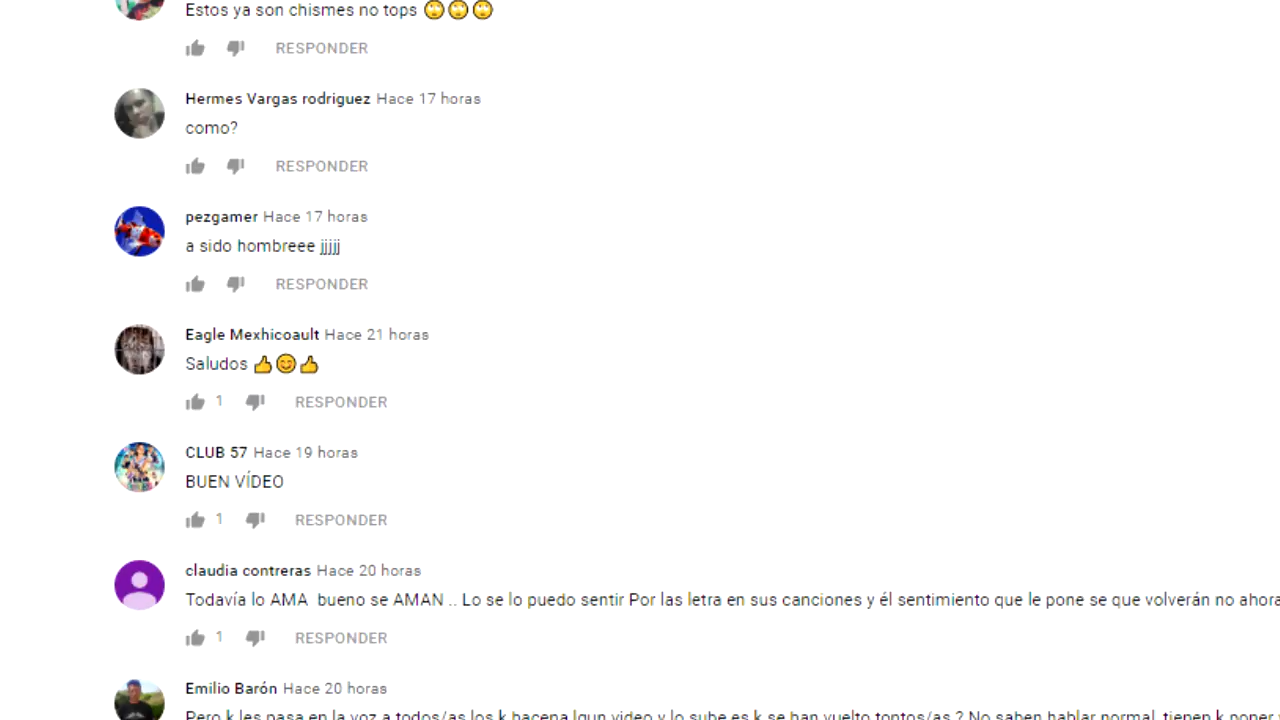 Estos ya son chismes no tops 🙄🙄🙄
RESPONDER
Hermes Vargas rodriguez Hace 17 horas
como?
RESPONDER
pezgamer Hace 17 horas
a sido hombreee jjjjj
RESPONDER
Eagle Mexhicoault Hace 21 horas
Saludos 👍😊👍
1 RESPONDER
CLUB 57 Hace 19 horas
BUEN VÍDEO
1 RESPONDER
claudia contreras Hace 20 horas
Todavía lo AMA bueno se AMAN .. Lo se lo puedo sentir Por las letra en sus canciones y él sentimiento que le pone se que volverán no ahora
1 RESPONDER
Emilio Barón Hace 20 horas
Pero k les pasa en la voz a todos/as los k hacena lgun video y lo sube es k se han vuelto tontos/as ? No saben hablar normal, tienen k poner